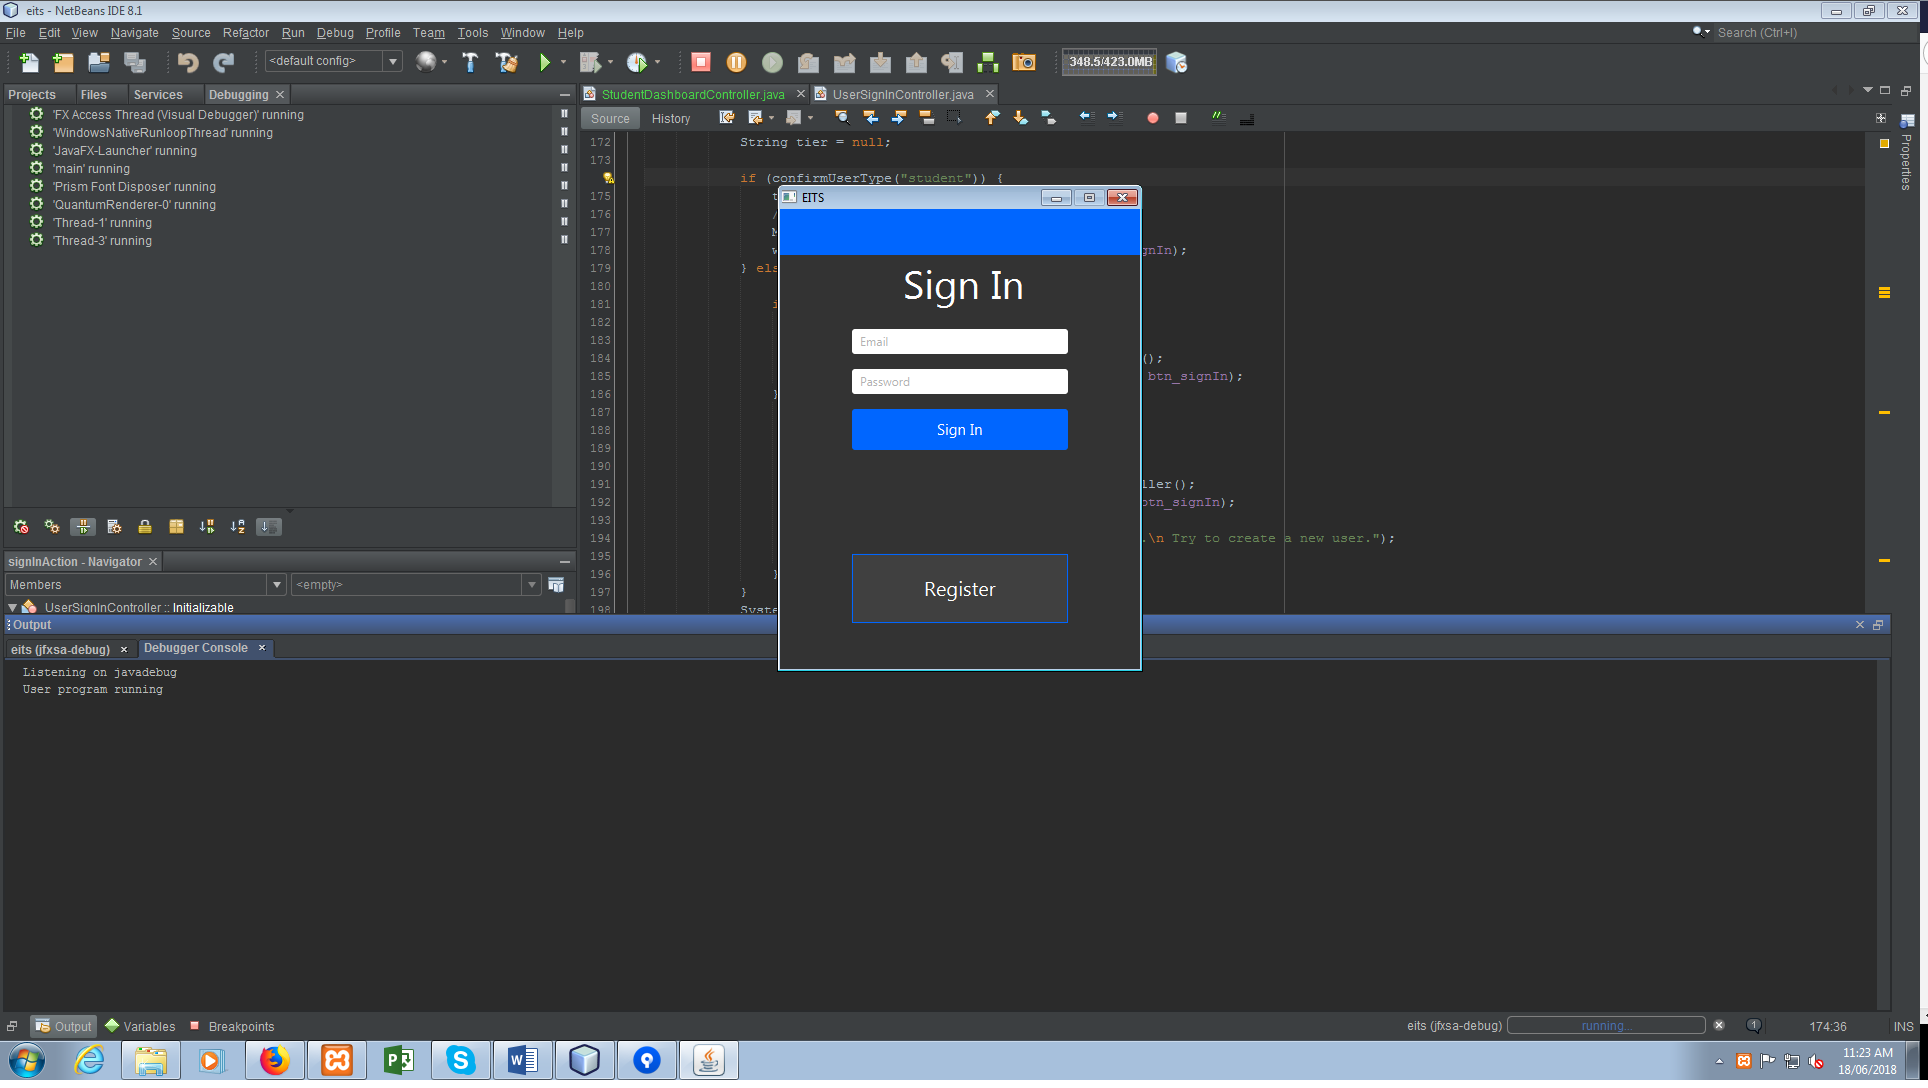 eits - NetBeans IDE 8.1
File Edit View Navigate Source Refactor Run Debug Profile Team Tools Window Help
Search (Ctrl+I)
<default config>
348.5/423.0MB
Projects Files Services Debugging
StudentDashboardController.java UserSignInController.java
Source History
Properties
'FX Access Thread (Visual Debugger)' running
'WindowsNativeRunloopThread' running
'JavaFX-Launcher' running
'main' running
'Prism Font Disposer' running
'QuantumRenderer-0' running
'Thread-1' running
'Thread-3' running
172 String tier = null;
173
if (confirmUserType("student")) {
175
176
177
178 gnIn);
179 } els
180
181
182
183
184 ();
185 btn_signIn);
186 }
187
188
189
190
191 ller();
192 btn_signIn);
193
194 .\n Try to create a new user.");
195
196 }
197 }
198 Syste
EITS
Sign In
Email
Password
Sign In
Register
signInAction - Navigator
Members <empty>
UserSignInController :: Initializable
Output
eits (jfxsa-debug) Debugger Console
Listening on javadebug
User program running
Output Variables Breakpoints
eits (jfxsa-debug) running... 1 174:36 INS
11:23 AM
18/06/2018